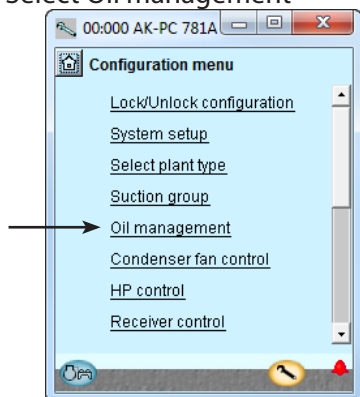 Select Oil management
00:000 AK-PC 781A
Configuration menu
Lock/Unlock configuration
System setup
Select plant type
Suction group
Oil management
Condenser fan control
HP control
Receiver control